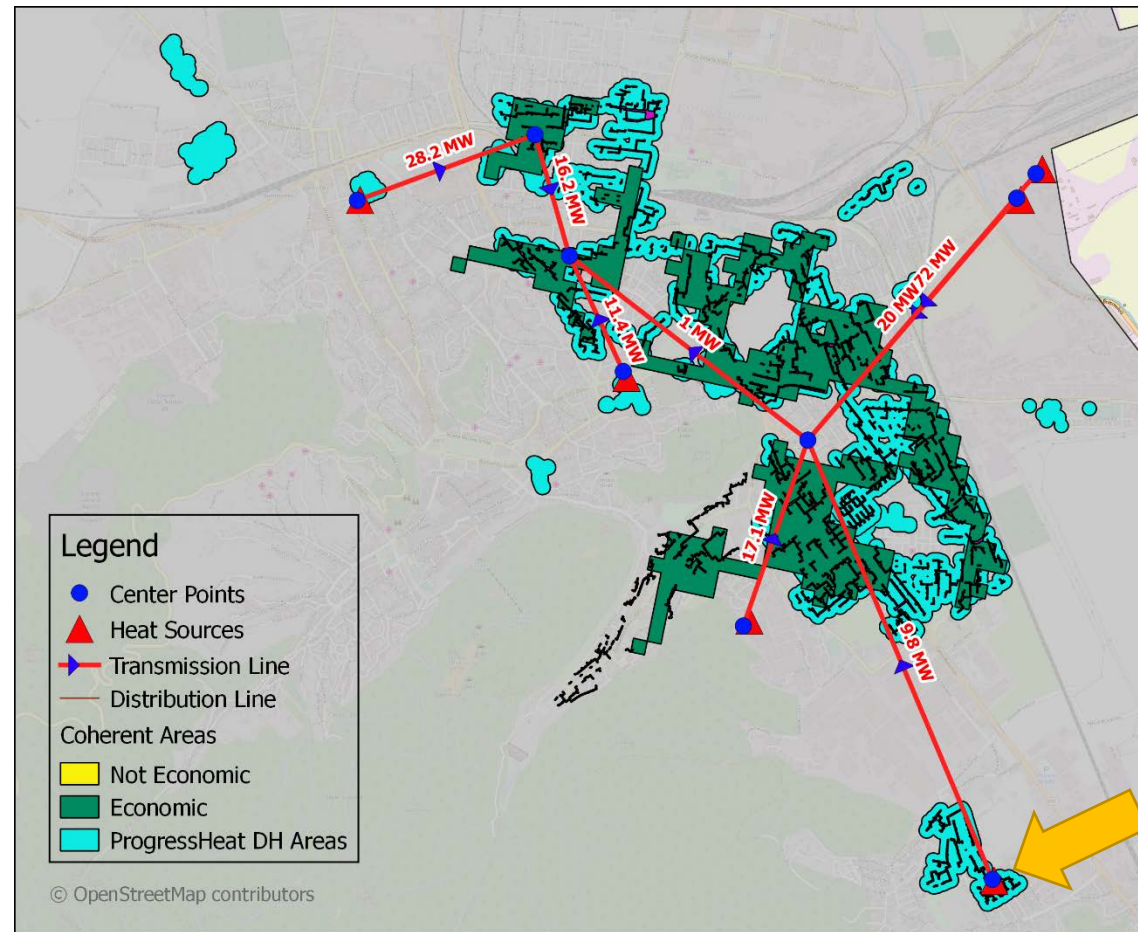 28.2 MW
16.2 MW
11.4 MW
1 MW
20 MW72 MW
17.1 MW
9.8 MW
Legend
Center Points
Heat Sources
Transmission Line
Distribution Line
Coherent Areas
Not Economic
Economic
ProgressHeat DH Areas
© OpenStreetMap contributors